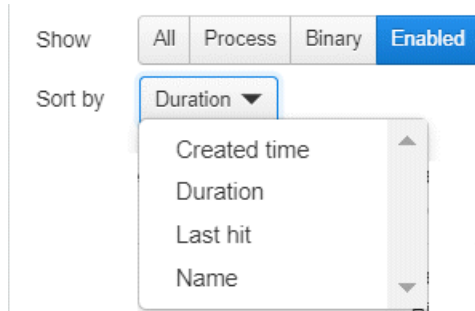 Show All Process Binary Enabled
Sort by Duration
Created time
Duration
Last hit
Name